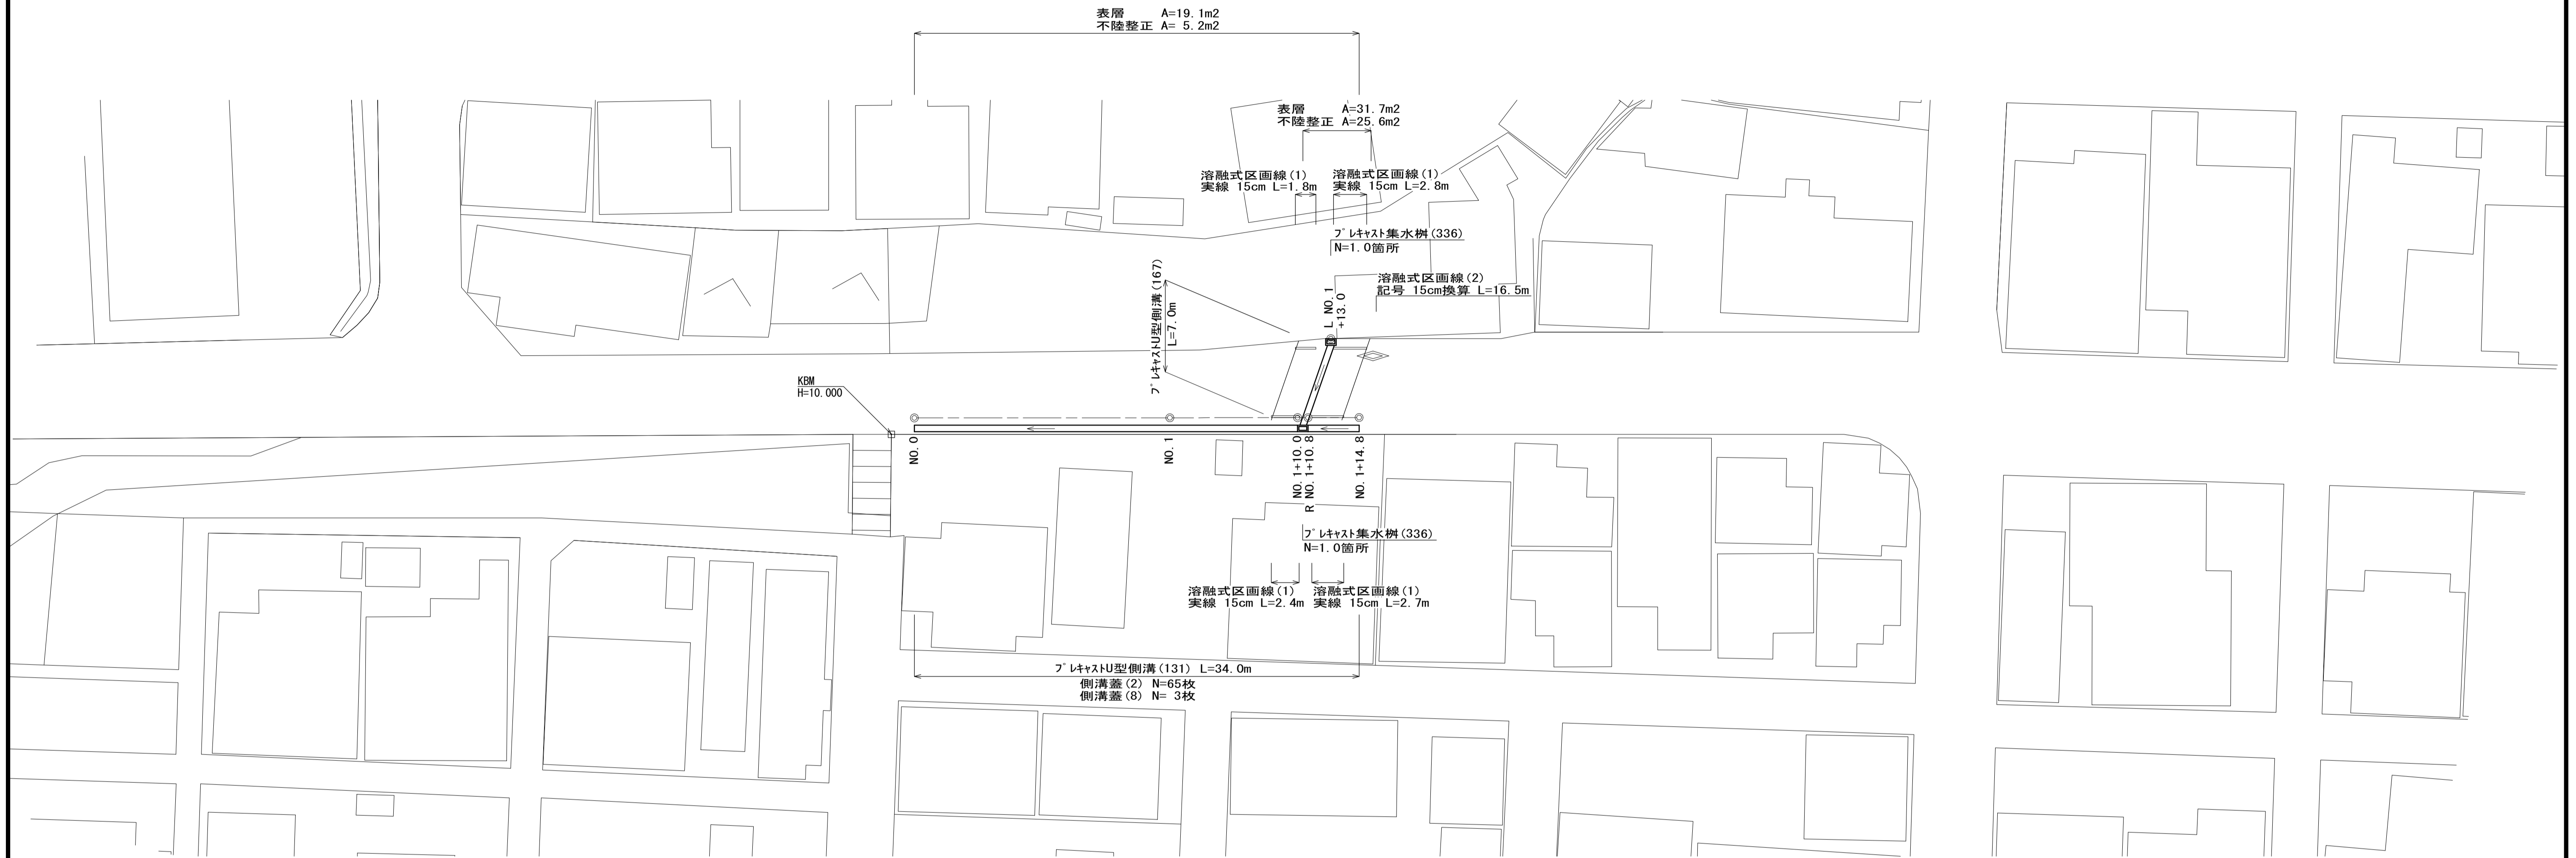 表層 A=19.1m2
不陸整正 A= 5.2m2
表層 A=31.7m2
不陸整正 A=25.6m2
溶融式区画線(1)
実線 15cm L=1.8m
溶融式区画線(1)
実線 15cm L=2.8m
プレキャスト集水桝(336)
N=1.0箇所
溶融式区画線(2)
記号 15cm換算 L=16.5m
プレキャストU型側溝(167)
L=7.0m
L NO.1
+13.0
KBM
H=10.000
NO.0
NO.1
NO.1+10.0
R NO.1+10.8
NO.1+14.8
プレキャスト集水桝(336)
N=1.0箇所
溶融式区画線(1)
実線 15cm L=2.4m
溶融式区画線(1)
実線 15cm L=2.7m
プレキャストU型側溝(131) L=34.0m
側溝蓋(2) N=65枚
側溝蓋(8) N= 3枚